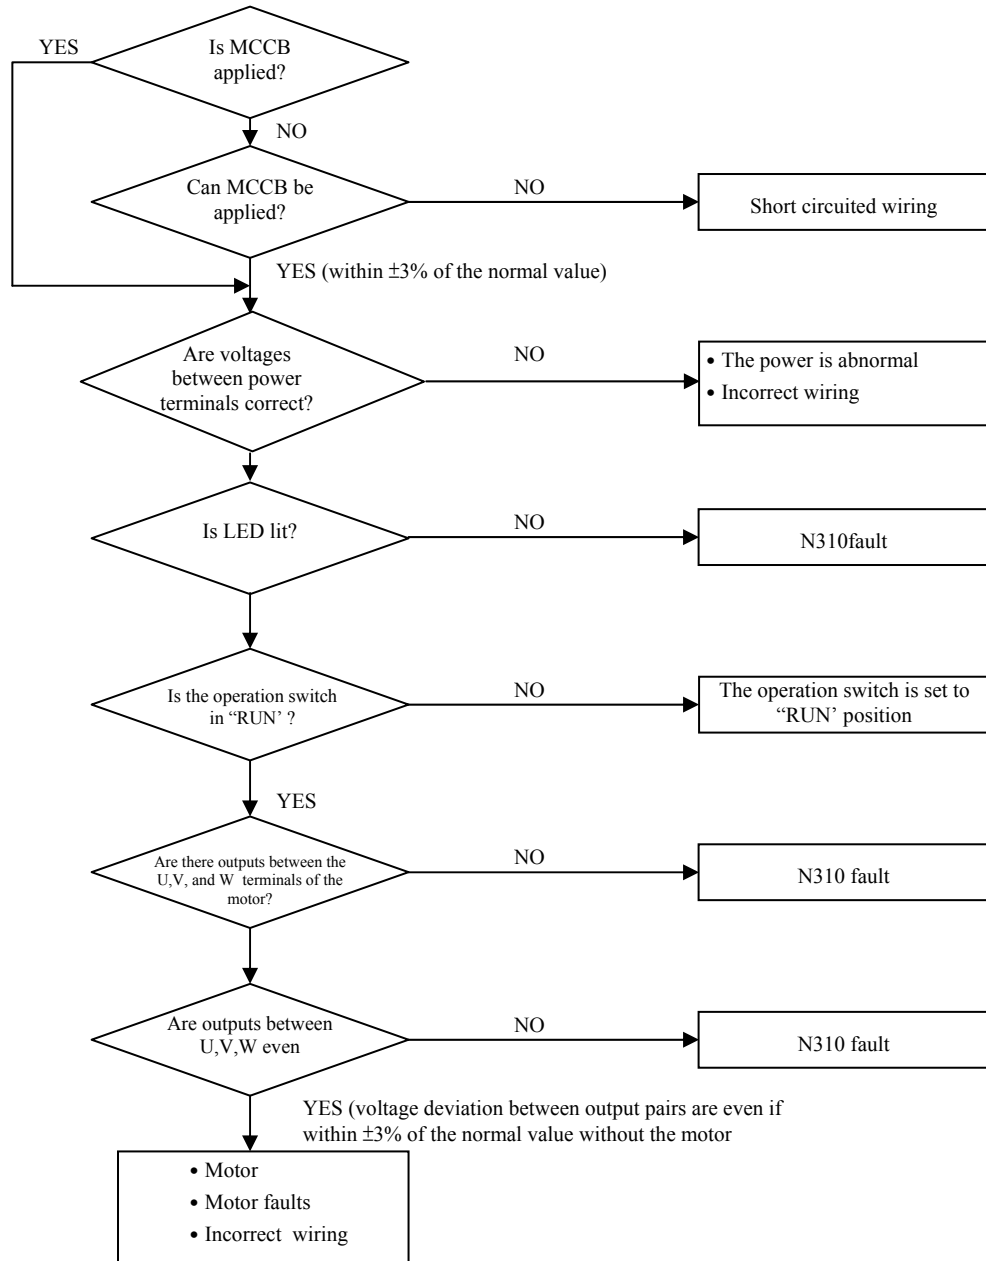 YES
Is MCCB
applied?
NO
Can MCCB be
applied?
NO
Short circuited wiring
YES (within ±3% of the normal value)
Are voltages
between power
terminals correct?
NO
• The power is abnormal
• Incorrect wiring
Is LED lit?
NO
N310fault
Is the operation switch
in “RUN’ ?
NO
The operation switch is set to
“RUN’ position
YES
Are there outputs between the
U,V, and W terminals of the
motor?
NO
N310 fault
Are outputs between
U,V,W even
NO
N310 fault
YES (voltage deviation between output pairs are even if
within ±3% of the normal value without the motor
• Motor
• Motor faults
• Incorrect wiring